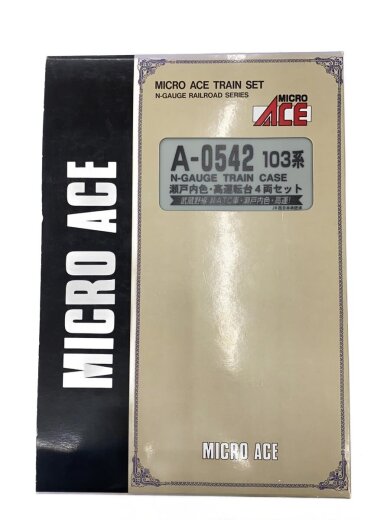 MICRO ACE TRAIN SET
N-GAUGE RAILROAD SERIES
MICRO
ACE
A-0542 103系
N-GAUGE TRAIN CASE
瀬戸内色・高運転台4両セット
MICRO ACE
MICRO ACE